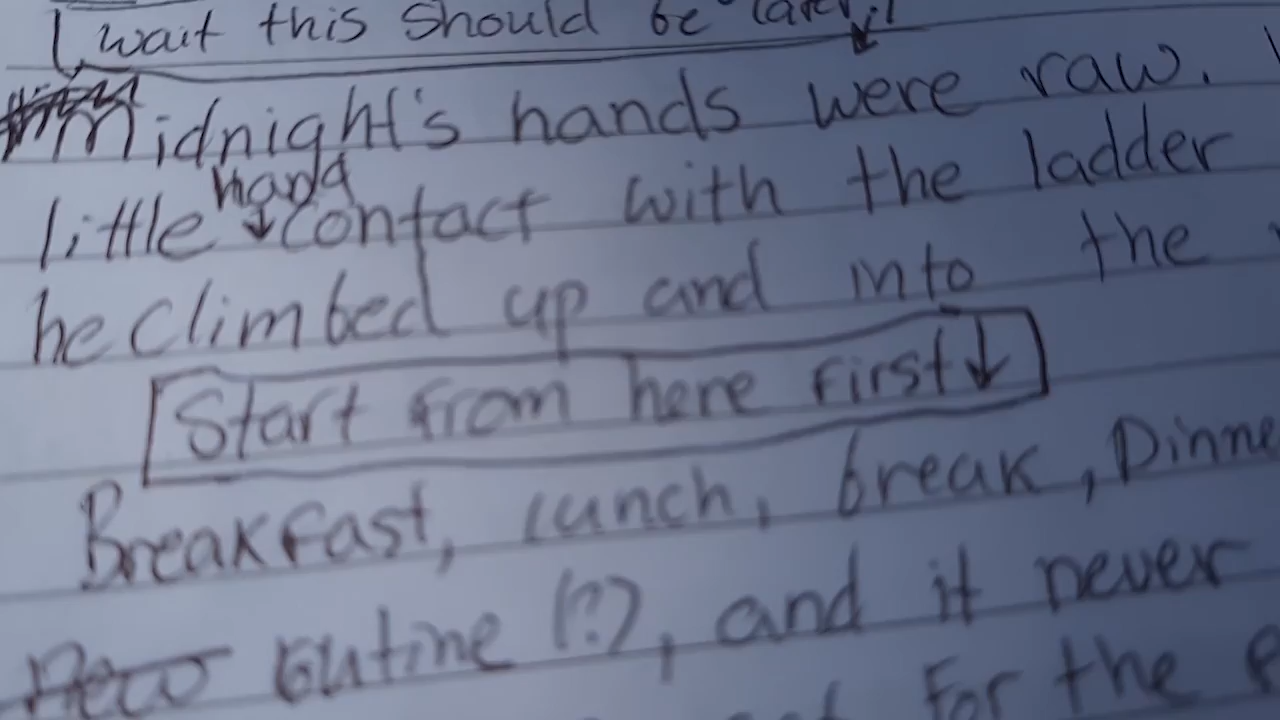 wait this should be later!
Midnight's hands were raw.
little hand contact with the ladder
he climbed up and into the
Start from here first↓
Breakfast, lunch, break, Dinne
routine (?), and it never
For the